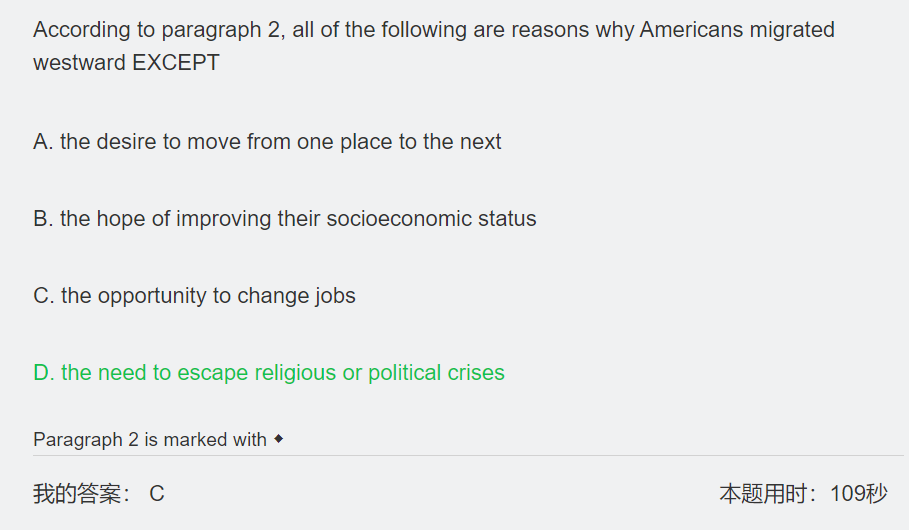 According to paragraph 2, all of the following are reasons why Americans migrated
westward EXCEPT
A. the desire to move from one place to the next
B. the hope of improving their socioeconomic status
C. the opportunity to change jobs
D. the need to escape religious or political crises
Paragraph 2 is marked with ◆
我的答案： C 本题用时：109秒